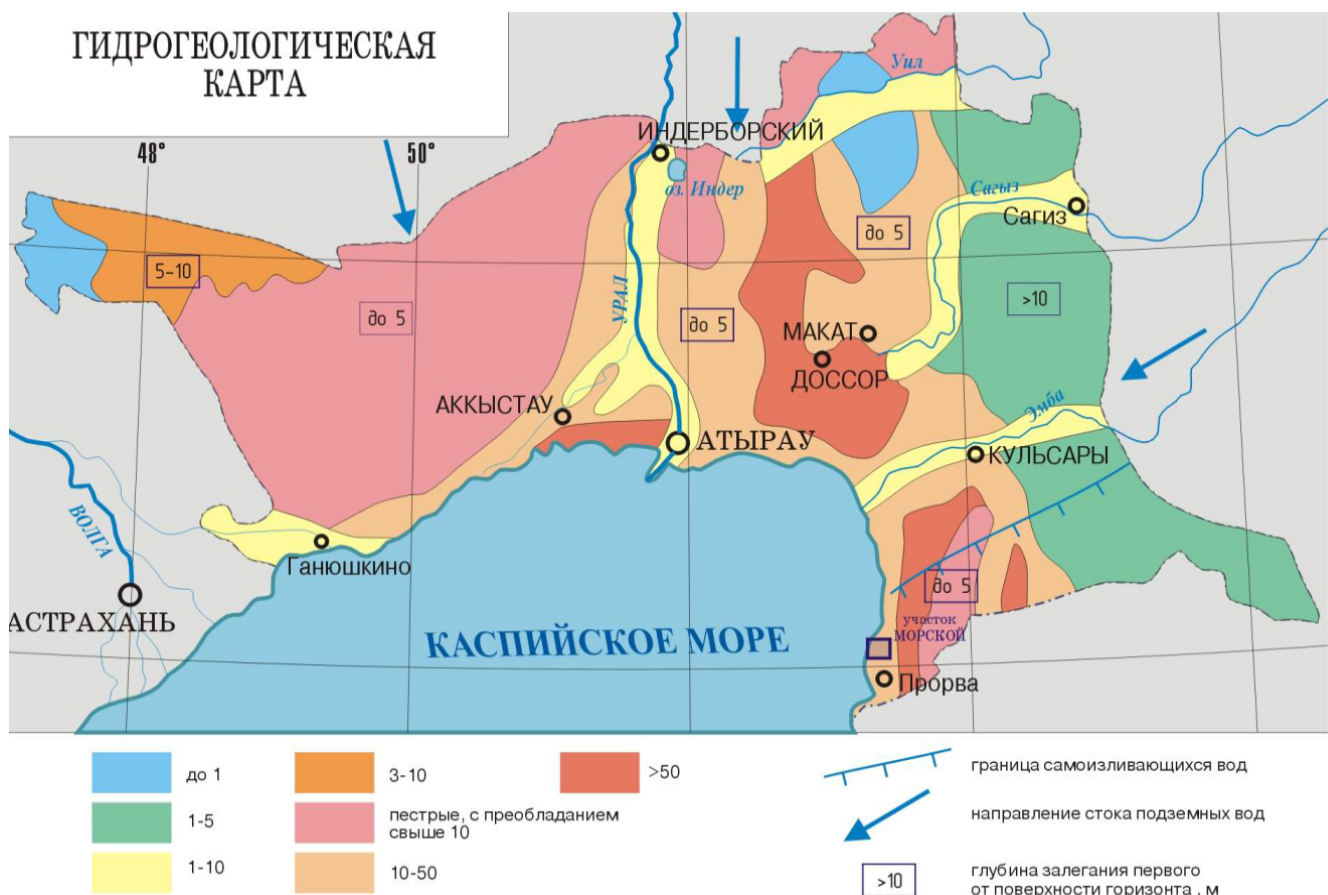 ГИДРОГЕОЛОГИЧЕСКАЯ
КАРТА
48°
50°
Уил
ИНДЕРБОРСКИЙ
оз. Индер
Сагыз
Сагиз
до 5
5-10
>10
до 5
до 5
УРАЛ
МАКАТ
ДОССОР
АККЫСТАУ
Эмба
АТЫРАУ
КУЛЬСАРЫ
ВОЛГА
Ганюшкино
до 5
АСТРАХАНЬ
участок
МОРСКОЙ
КАСПИЙСКОЕ МОРЕ
Прорва
до 1
3-10
>50
граница самоизливающихся вод
1-5
пестрые, с преобладанием
свыше 10
направление стока подземных вод
1-10
10-50
>10
глубина залегания первого
от поверхности горизонта , м